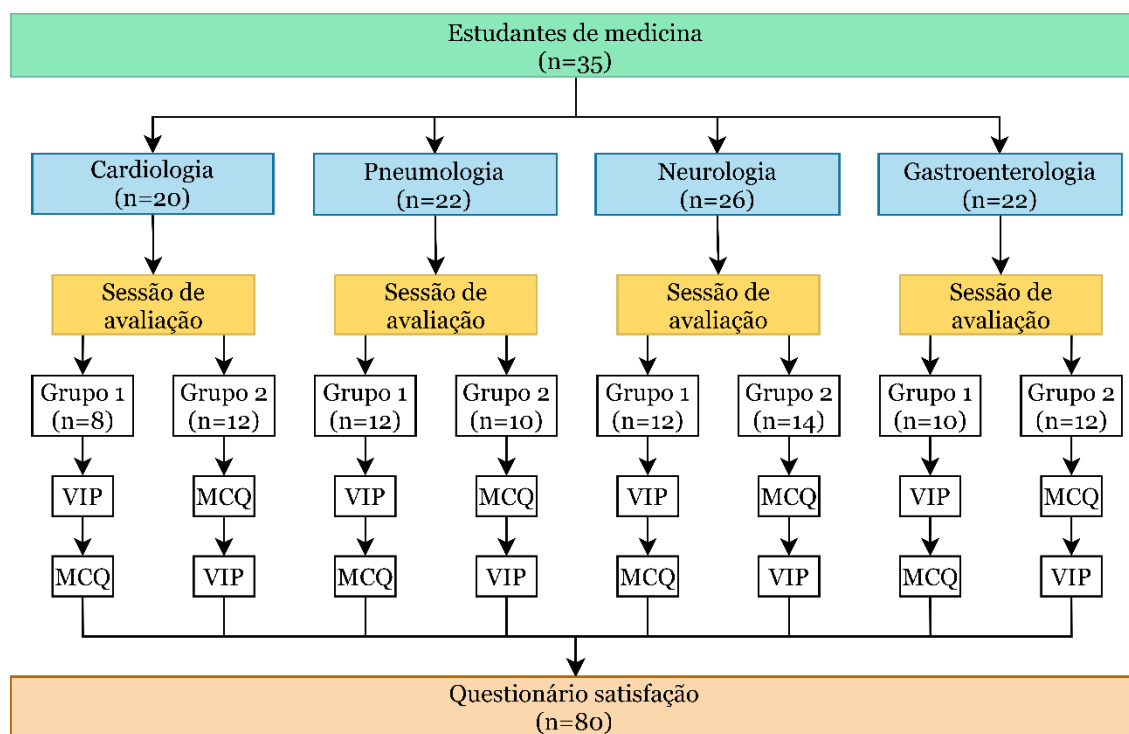 Estudantes de medicina
(n=35)
Cardiologia
(n=20)
Pneumologia
(n=22)
Neurologia
(n=26)
Gastroenterologia
(n=22)
Sessão de
avaliação
Sessão de
avaliação
Sessão de
avaliação
Sessão de
avaliação
Grupo 1
(n=8)
Grupo 2
(n=12)
Grupo 1
(n=12)
Grupo 2
(n=10)
Grupo 1
(n=12)
Grupo 2
(n=14)
Grupo 1
(n=10)
Grupo 2
(n=12)
VIP
MCQ
VIP
MCQ
VIP
MCQ
VIP
MCQ
MCQ
VIP
MCQ
VIP
MCQ
VIP
MCQ
VIP
Questionário satisfação
(n=80)